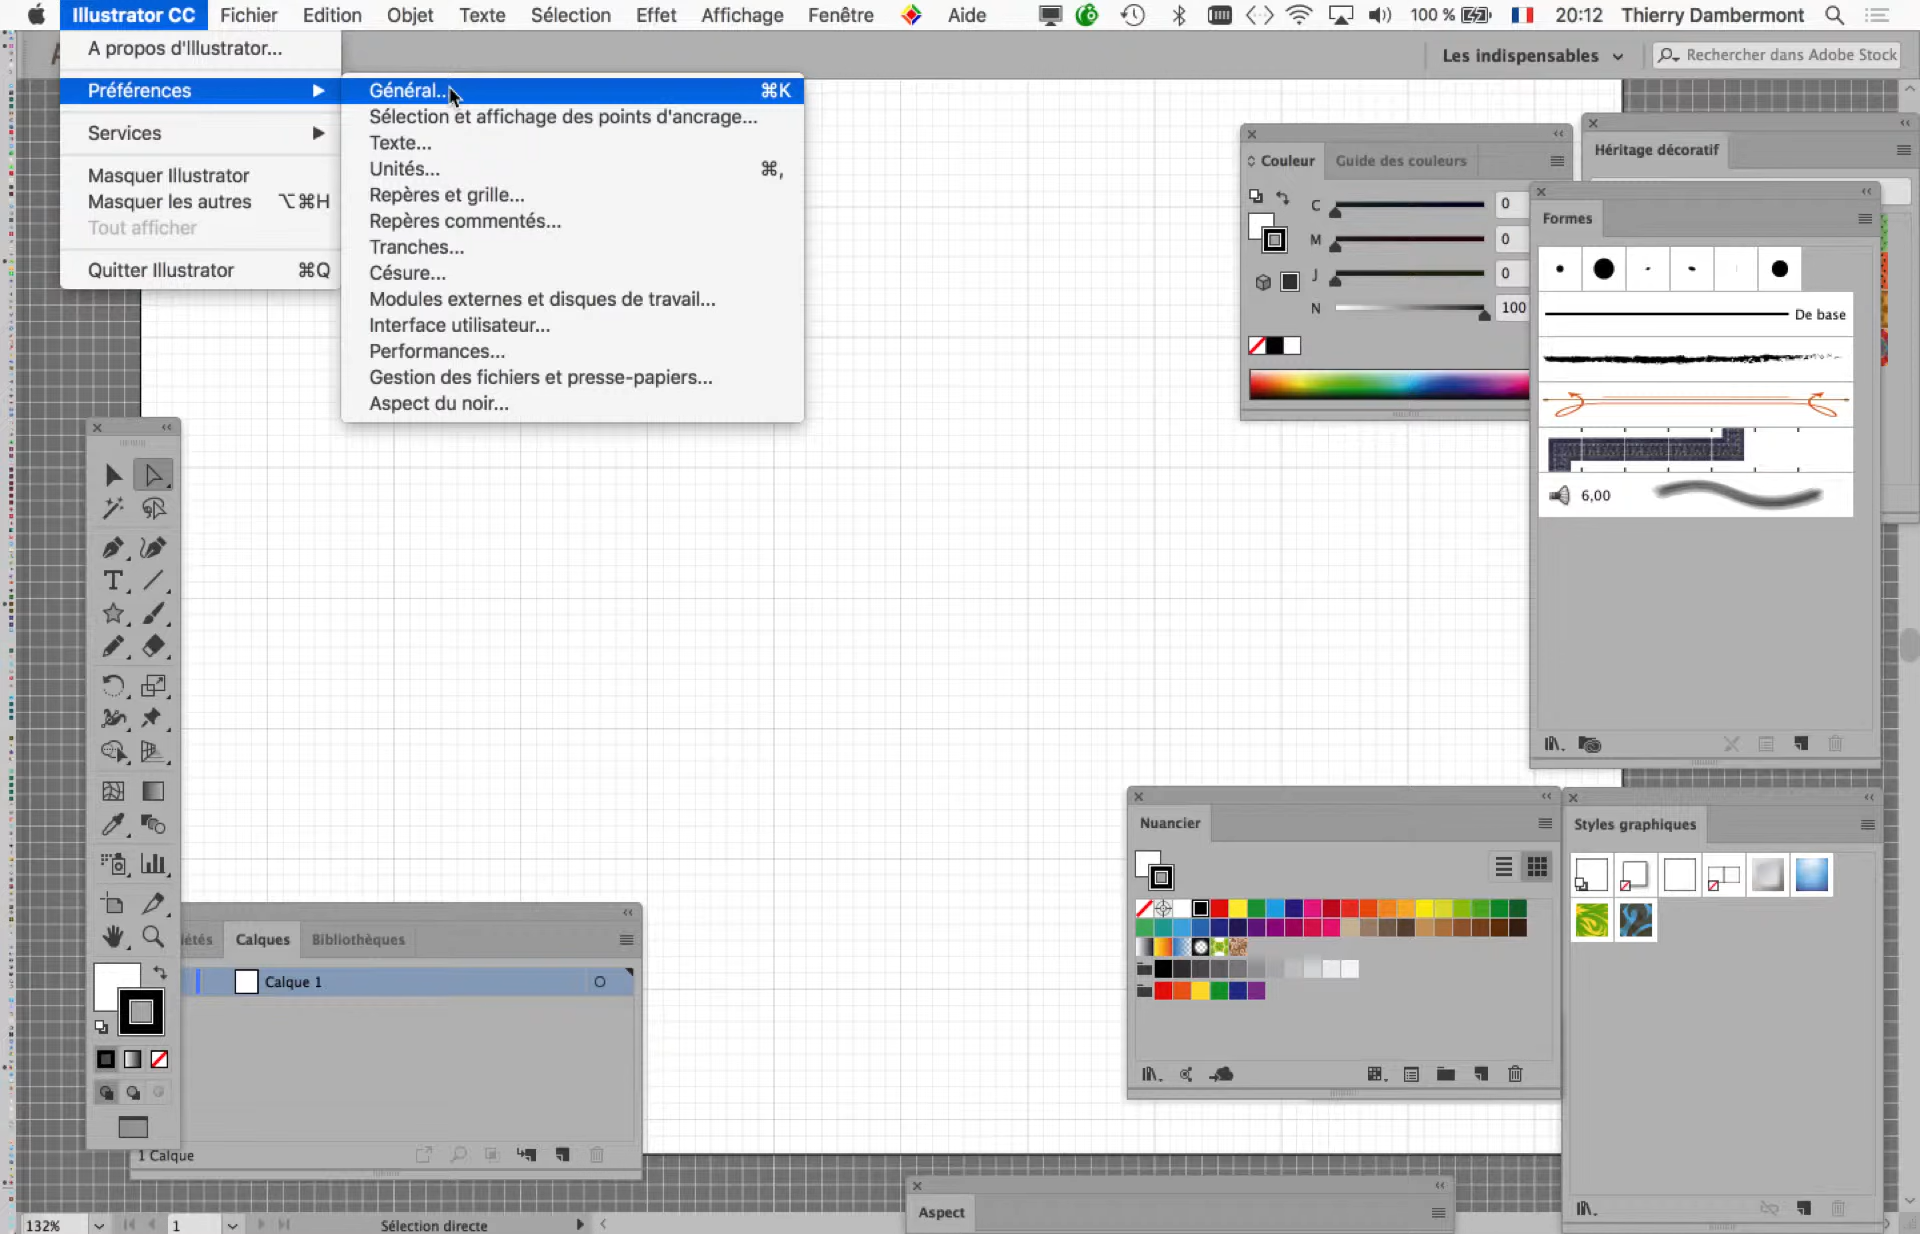 Illustrator CC Fichier Edition Objet Texte Sélection Effet Affichage Fenêtre Aide 100 % 20:12 Thierry Dambermont
A propos d'Illustrator...
Préférences
Services
Masquer Illustrator
Masquer les autres ⌥⌘H
Tout afficher
Quitter Illustrator ⌘Q
Général... ⌘K
Sélection et affichage des points d'ancrage...
Texte...
Unités... ⌘,
Repères et grille...
Repères commentés...
Tranches...
Césure...
Modules externes et disques de travail...
Interface utilisateur...
Performances...
Gestion des fichiers et presse-papiers...
Aspect du noir...
Les indispensables
Rechercher dans Adobe Stock
Couleur Guide des couleurs
C 0
M 0
J 0
N 100
Héritage décoratif
Formes
De base
6,00
Nuancier
Styles graphiques
iétés Calques Bibliothèques
Calque 1
1 Calque
Aspect
132% 1 Sélection directe